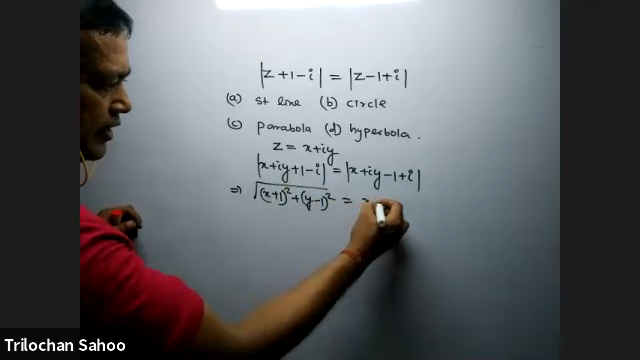 |z+1-i| = |z-1+i|
(a) st line (b) circle
(c) parabola (d) hyperbola.
z = x+iy
|x+iy+1-i| = |x+iy-1+i|
⇒ √(x+1)²+(y-1)² =
Trilochan Sahoo